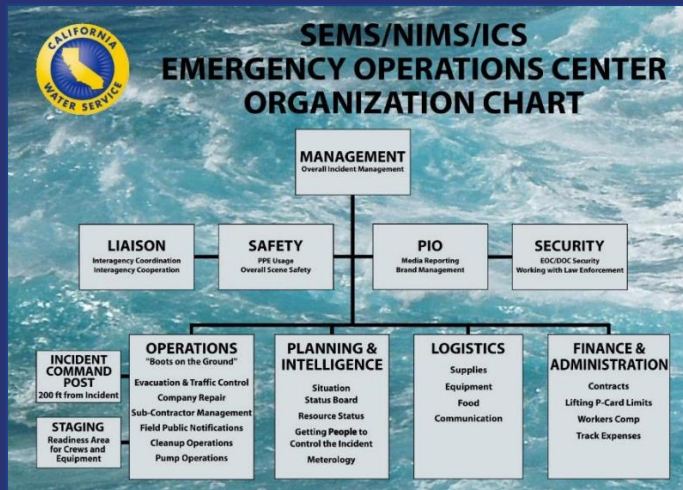 CALIFORNIA
WATER SERVICE
SEMS/NIMS/ICS
EMERGENCY OPERATIONS CENTER
ORGANIZATION CHART
MANAGEMENT
Overall Incident Management
LIAISON
Interagency Coordination
Interagency Cooperation
SAFETY
PPE Usage
Overall Scene Safety
PIO
Media Reporting
Brand Management
SECURITY
EOC/DOC Security
Working with Law Enforcement
INCIDENT
COMMAND
POST
200 ft from Incident
STAGING
Readiness Area
for Crews and
Equipment
OPERATIONS
"Boots on the Ground"
Evacuation & Traffic Control
Company Repair
Sub-Contractor Management
Field Public Notifications
Cleanup Operations
Pump Operations
PLANNING &
INTELLIGENCE
Situation
Status Board
Resource Status
Getting People to
Control the Incident
Meterology
LOGISTICS
Supplies
Equipment
Food
Communication
FINANCE &
ADMINISTRATION
Contracts
Lifting P-Card Limits
Workers Comp
Track Expenses